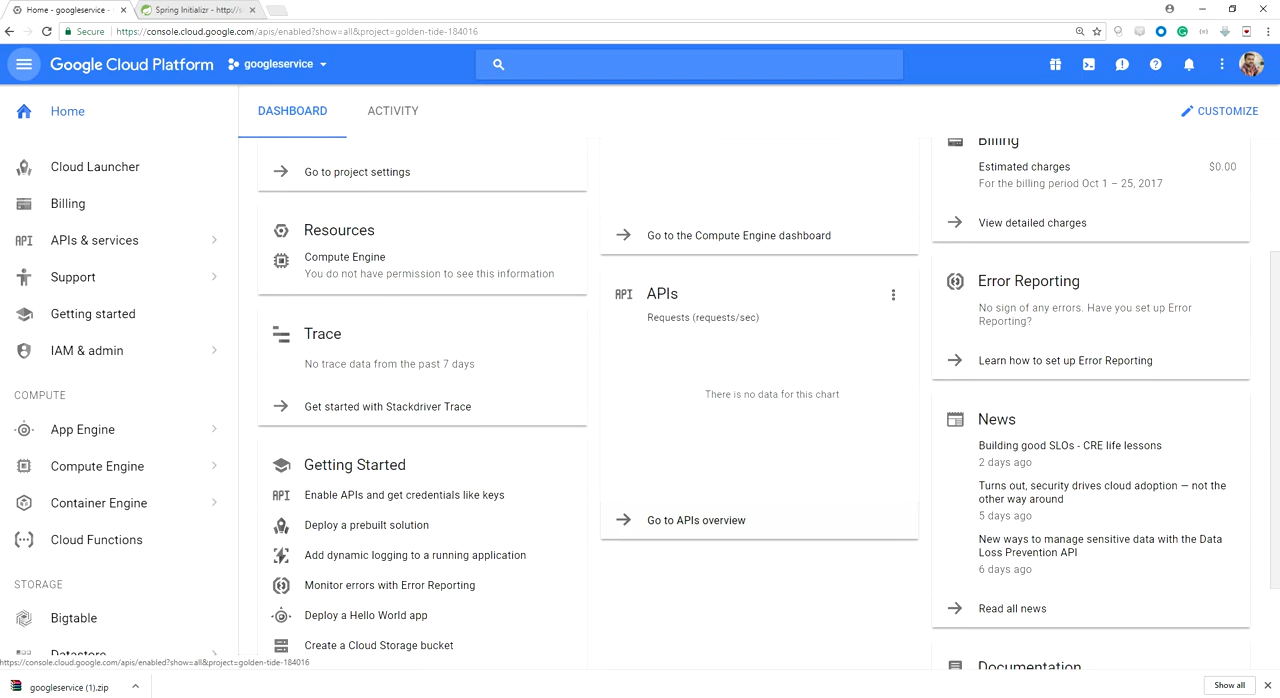 Home - googleservice -
Spring Initializr - http://s
Secure
https://console.cloud.google.com/apis/enabled?show=all&project=golden-tide-184016
Google Cloud Platform
googleservice
Home
DASHBOARD
ACTIVITY
CUSTOMIZE
Cloud Launcher
Billing
API APIs & services
Support
Getting started
IAM & admin
COMPUTE
App Engine
Compute Engine
Container Engine
Cloud Functions
STORAGE
Bigtable
Datastore
Go to project settings
Resources
Compute Engine
You do not have permission to see this information
Trace
No trace data from the past 7 days
Get started with Stackdriver Trace
Getting Started
API Enable APIs and get credentials like keys
Deploy a prebuilt solution
Add dynamic logging to a running application
Monitor errors with Error Reporting
Deploy a Hello World app
Create a Cloud Storage bucket
Go to the Compute Engine dashboard
API APIs
Requests (requests/sec)
There is no data for this chart
Go to APIs overview
Billing
Estimated charges $0.00
For the billing period Oct 1 – 25, 2017
View detailed charges
Error Reporting
No sign of any errors. Have you set up Error
Reporting?
Learn how to set up Error Reporting
News
Building good SLOs - CRE life lessons
2 days ago
Turns out, security drives cloud adoption — not the
other way around
5 days ago
New ways to manage sensitive data with the Data
Loss Prevention API
6 days ago
Read all news
Documentation
https://console.cloud.google.com/apis/enabled?show=all&project=golden-tide-184016
googleservice (1).zip
Show all